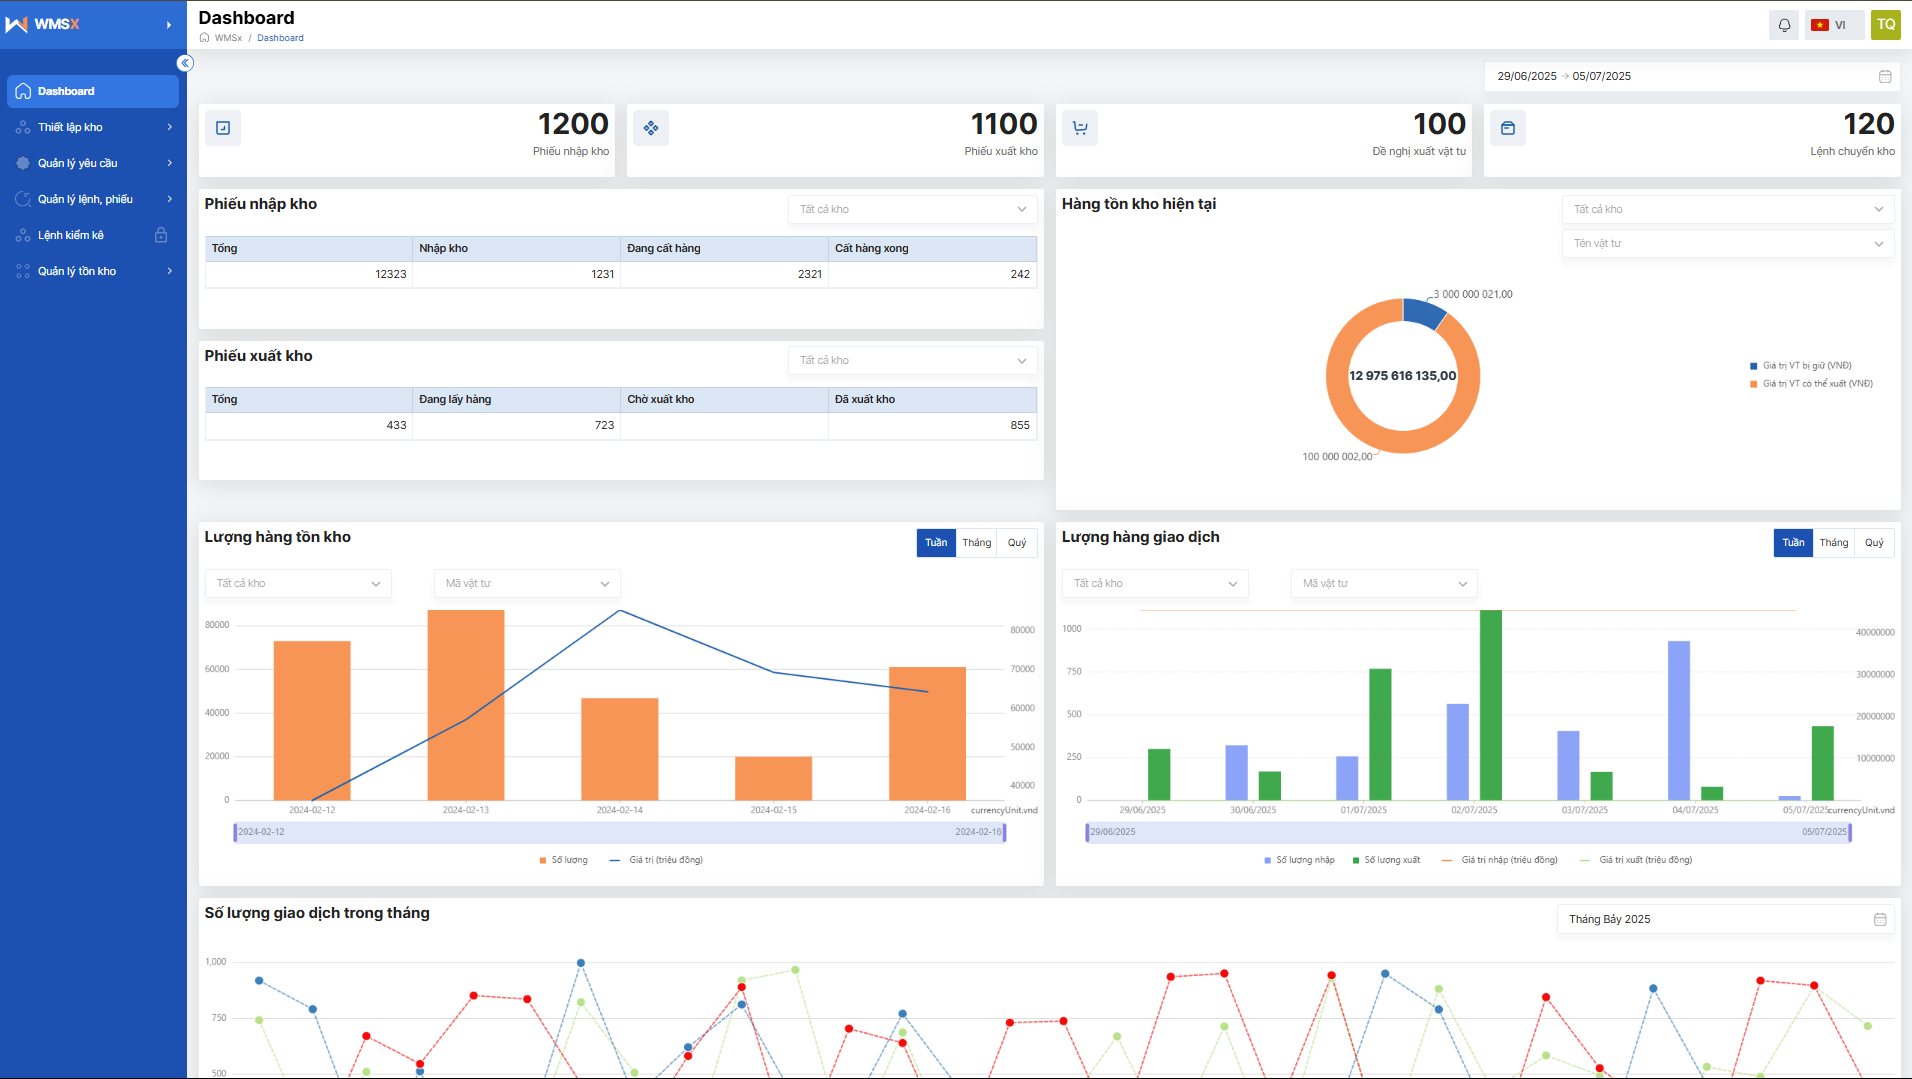 WMSX
Dashboard
Thiết lập kho
Quản lý yêu cầu
Quản lý lệnh, phiếu
Lệnh kiểm kê
Quản lý tồn kho
Dashboard
WMSx / Dashboard
VI
TQ
29/06/2025 → 05/07/2025
1200
Phiếu nhập kho
1100
Phiếu xuất kho
100
Đề nghị xuất vật tư
120
Lệnh chuyển kho
Phiếu nhập kho
Tất cả kho
Tổng Nhập kho Đang cất hàng Cất hàng xong
12323 1231 2321 242
Phiếu xuất kho
Tất cả kho
Tổng Đang lấy hàng Chờ xuất kho Đã xuất kho
433 723 855
Hàng tồn kho hiện tại
Tất cả kho
Tên vật tư
3 000 000 021,00
12 975 616 135,00
100 000 002,00
Giá trị VT bị giữ (VNĐ)
Giá trị VT có thể xuất (VNĐ)
Lượng hàng tồn kho
Tuần Tháng Quý
Tất cả kho
Mã vật tư
80000
60000
40000
20000
0
80000
70000
60000
50000
40000
2024-02-12 2024-02-13 2024-02-14 2024-02-15 2024-02-16 currencyUnit.vnd
2024-02-12 2024-02-16
Số lượng Giá trị (triệu đồng)
Lượng hàng giao dịch
Tuần Tháng Quý
Tất cả kho
Mã vật tư
1000
750
500
250
0
40000000
30000000
20000000
10000000
29/06/2025 30/06/2025 01/07/2025 02/07/2025 03/07/2025 04/07/2025 05/07/2025 currencyUnit.vnd
29/06/2025 05/07/2025
Số lượng nhập Số lượng xuất Giá trị nhập (triệu đồng) Giá trị xuất (triệu đồng)
Số lượng giao dịch trong tháng
Tháng Bảy 2025
1,000
750
500